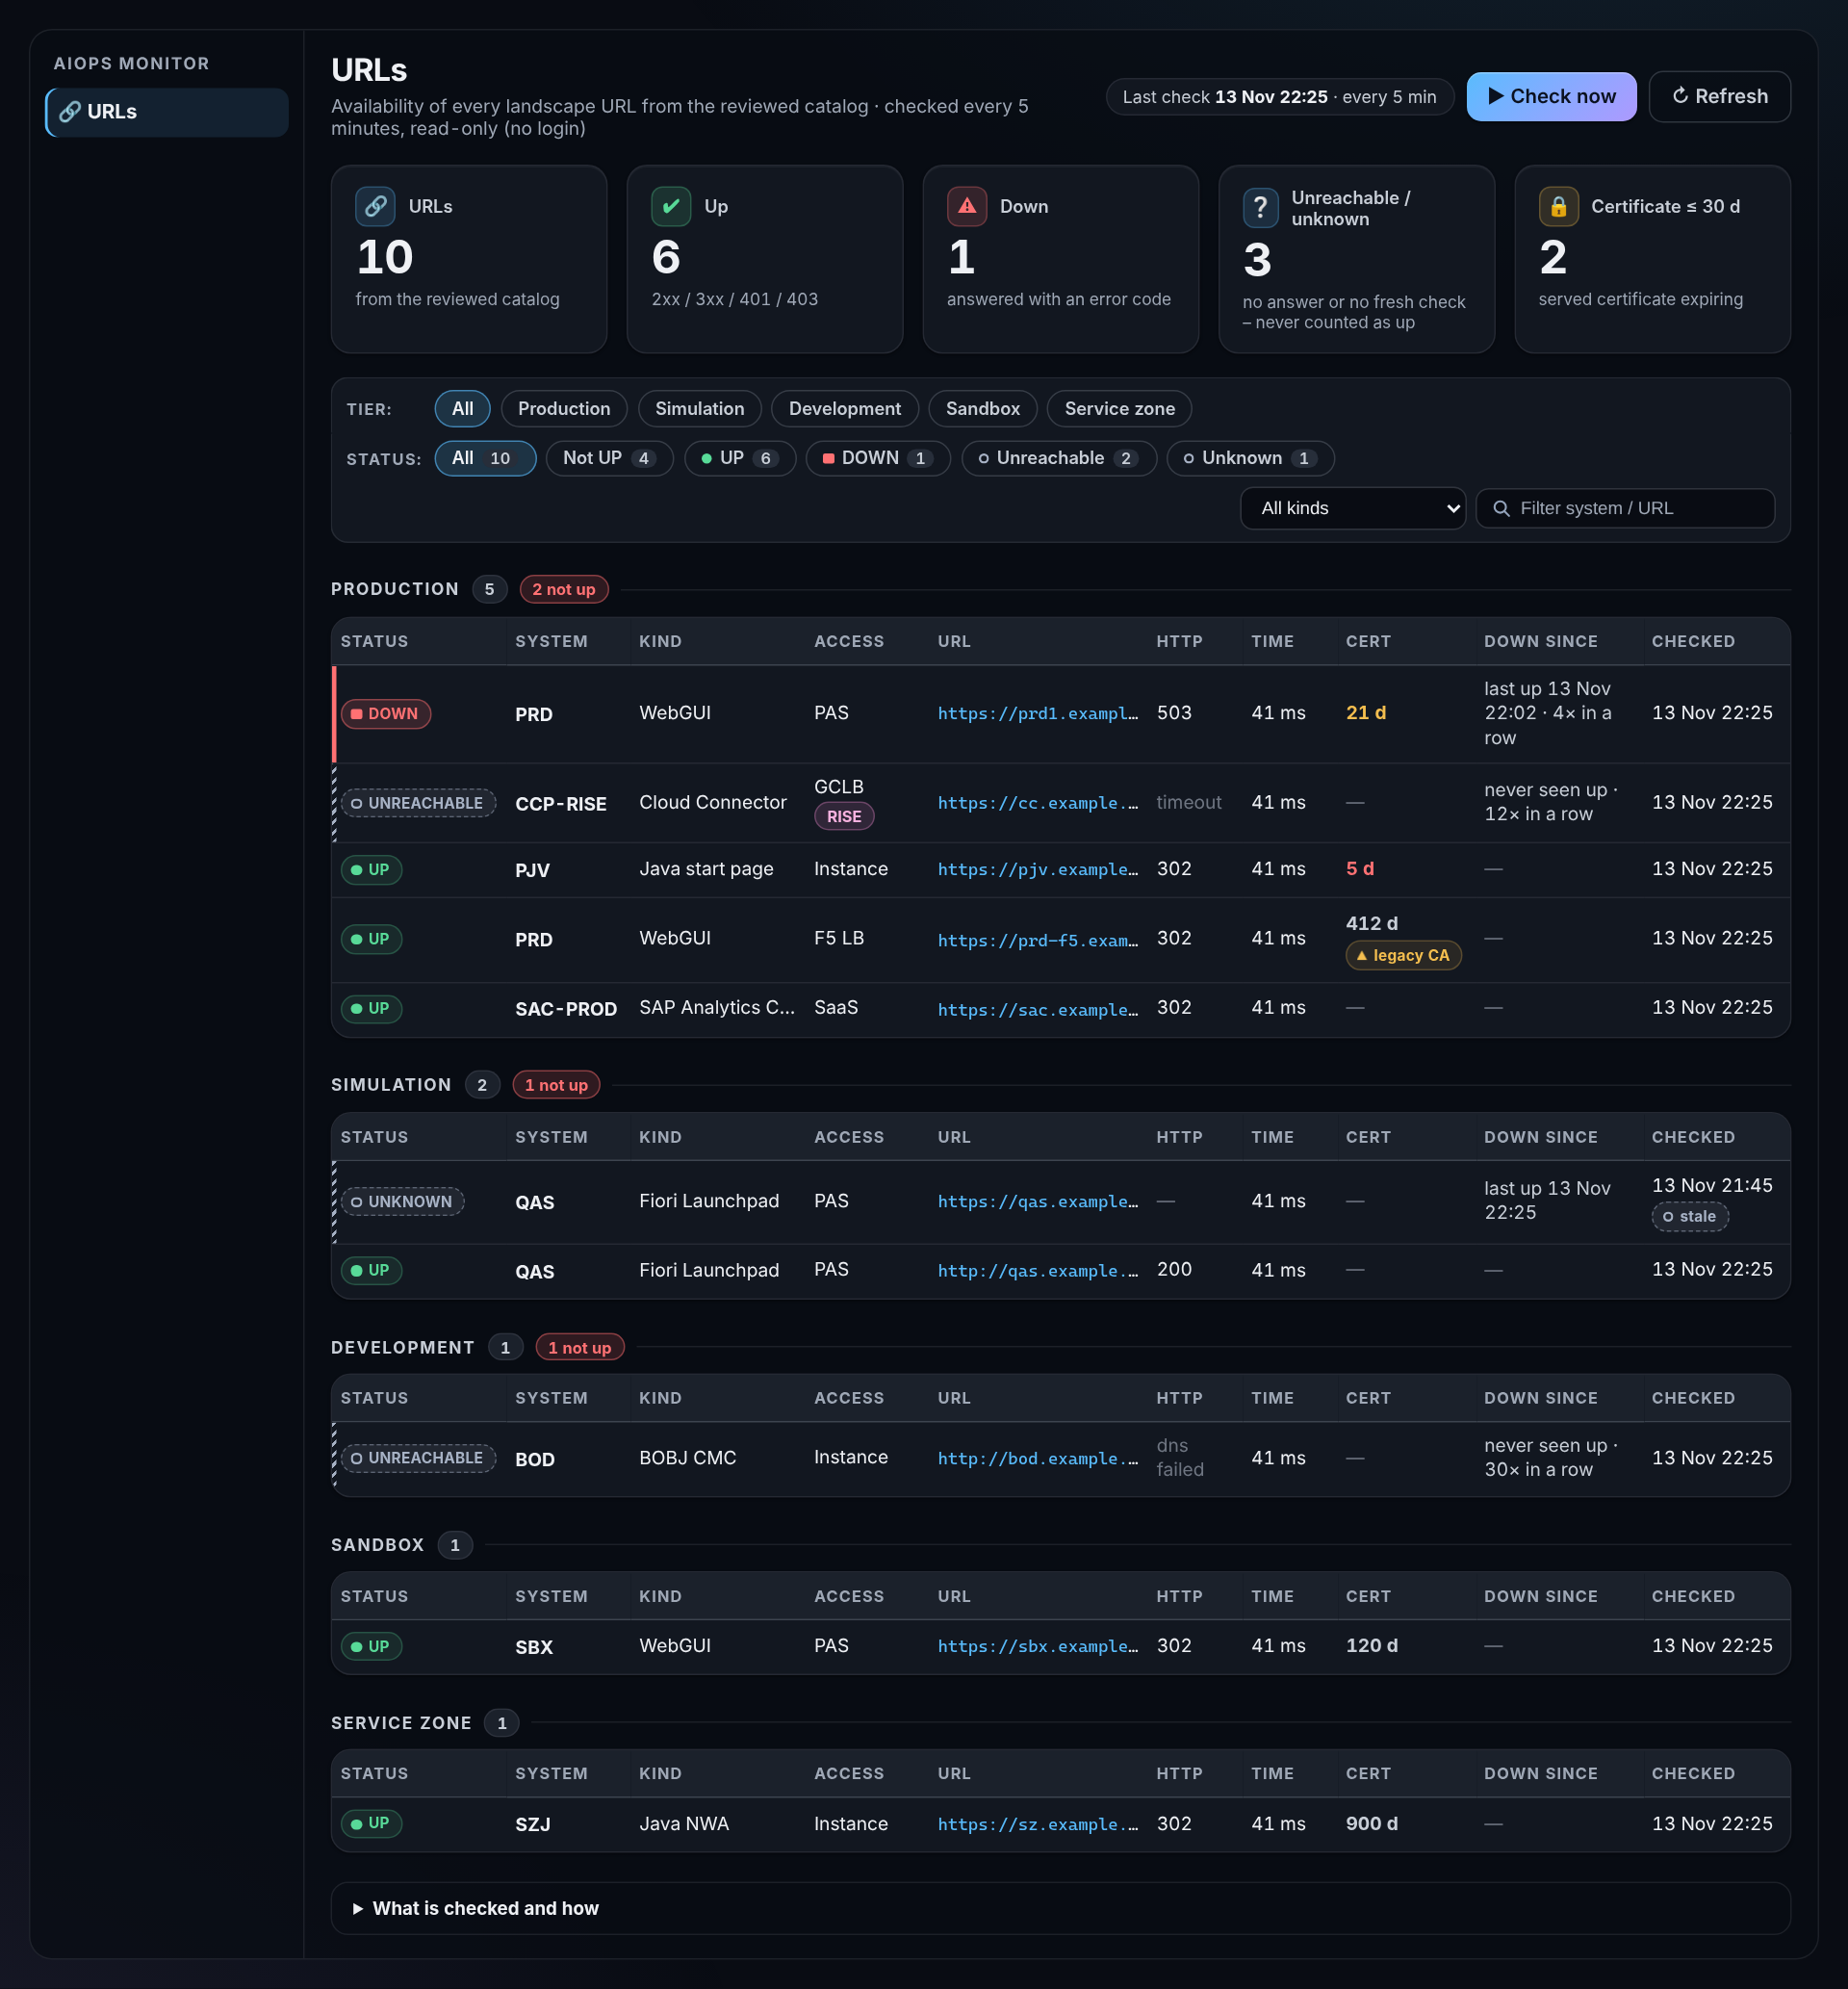 AIOPS MONITOR
🔗 URLs
URLs
Availability of every landscape URL from the reviewed catalog · checked every 5
minutes, read-only (no login)
Last check 13 Nov 22:25 · every 5 min
▶ Check now
↻ Refresh
🔗 URLs
10
from the reviewed catalog
✔ Up
6
2xx / 3xx / 401 / 403
⚠ Down
1
answered with an error code
? Unreachable /
unknown
3
no answer or no fresh check
– never counted as up
🔒 Certificate ≤ 30 d
2
served certificate expiring
TIER: All Production Simulation Development Sandbox Service zone
STATUS: All 10 Not UP 4 UP 6 DOWN 1 Unreachable 2 Unknown 1
All kinds Filter system / URL
PRODUCTION 5 2 not up
STATUS SYSTEM KIND ACCESS URL HTTP TIME CERT DOWN SINCE CHECKED
DOWN PRD WebGUI PAS https://prd1.exampl… 503 41 ms 21 d last up 13 Nov
22:02 · 4× in a
row
13 Nov 22:25
UNREACHABLE CCP-RISE Cloud Connector GCLB
RISE
https://cc.example.… timeout 41 ms — never seen up ·
12× in a row
13 Nov 22:25
UP PJV Java start page Instance https://pjv.example… 302 41 ms 5 d — 13 Nov 22:25
UP PRD WebGUI F5 LB https://prd-f5.exam… 302 41 ms 412 d
▲ legacy CA
— 13 Nov 22:25
UP SAC-PROD SAP Analytics C… SaaS https://sac.example… 302 41 ms — — 13 Nov 22:25
SIMULATION 2 1 not up
STATUS SYSTEM KIND ACCESS URL HTTP TIME CERT DOWN SINCE CHECKED
UNKNOWN QAS Fiori Launchpad PAS https://qas.example… — 41 ms — last up 13 Nov
22:25
13 Nov 21:45
stale
UP QAS Fiori Launchpad PAS http://qas.example.… 200 41 ms — — 13 Nov 22:25
DEVELOPMENT 1 1 not up
STATUS SYSTEM KIND ACCESS URL HTTP TIME CERT DOWN SINCE CHECKED
UNREACHABLE BOD BOBJ CMC Instance http://bod.example.… dns
failed
41 ms — never seen up ·
30× in a row
13 Nov 22:25
SANDBOX 1
STATUS SYSTEM KIND ACCESS URL HTTP TIME CERT DOWN SINCE CHECKED
UP SBX WebGUI PAS https://sbx.example… 302 41 ms 120 d — 13 Nov 22:25
SERVICE ZONE 1
STATUS SYSTEM KIND ACCESS URL HTTP TIME CERT DOWN SINCE CHECKED
UP SZJ Java NWA Instance https://sz.example.… 302 41 ms 900 d — 13 Nov 22:25
▶ What is checked and how